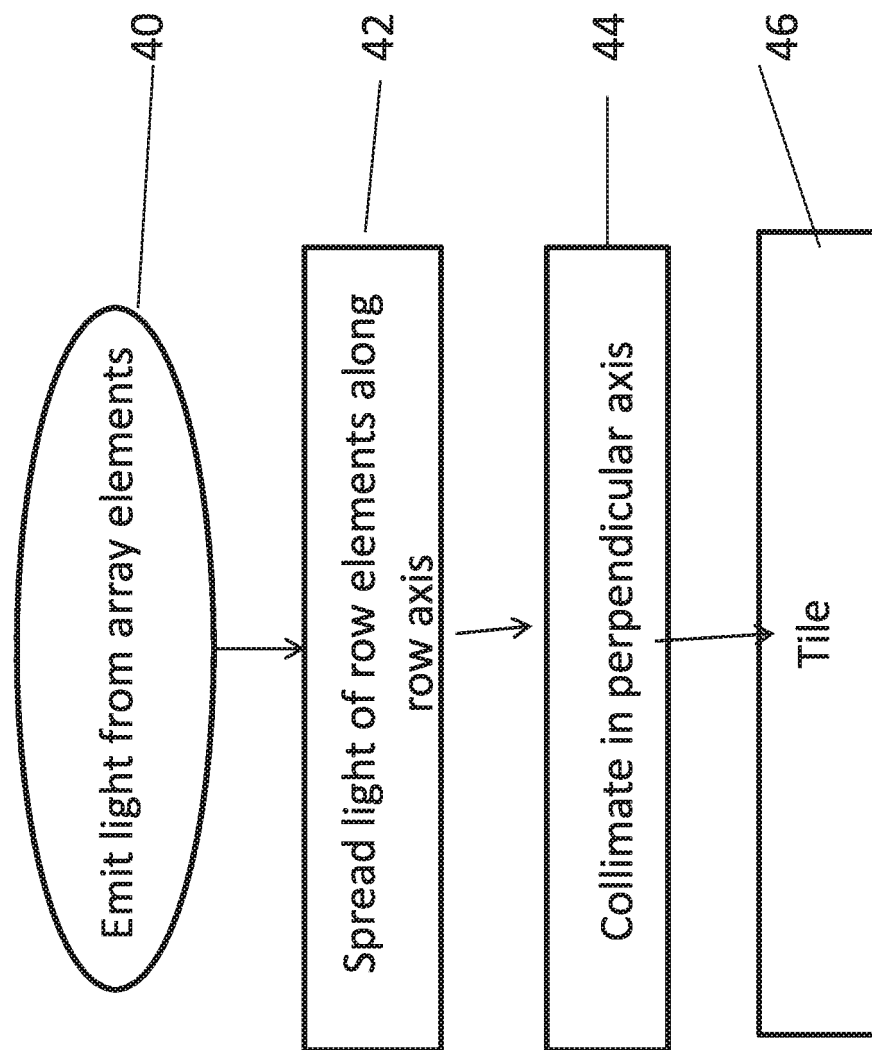 Emit light from array elements
40
Spread light of row elements along
row axis
42
Collimate in perpendicular axis
44
Tile
46